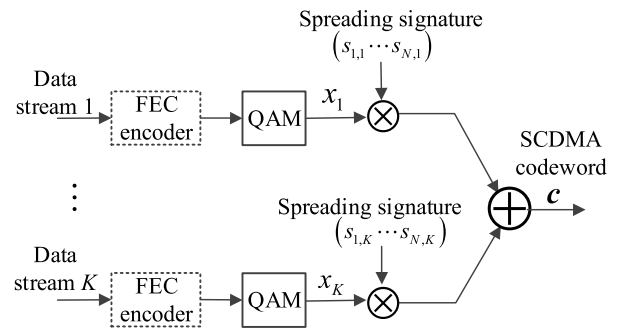 Spreading signature
(s1,1 ⋯ sN,1)
Data
stream 1
FEC
encoder
QAM
x1
SCDMA
codeword
c
Spreading signature
(s1,K ⋯ sN,K)
Data
stream K
FEC
encoder
QAM
xK